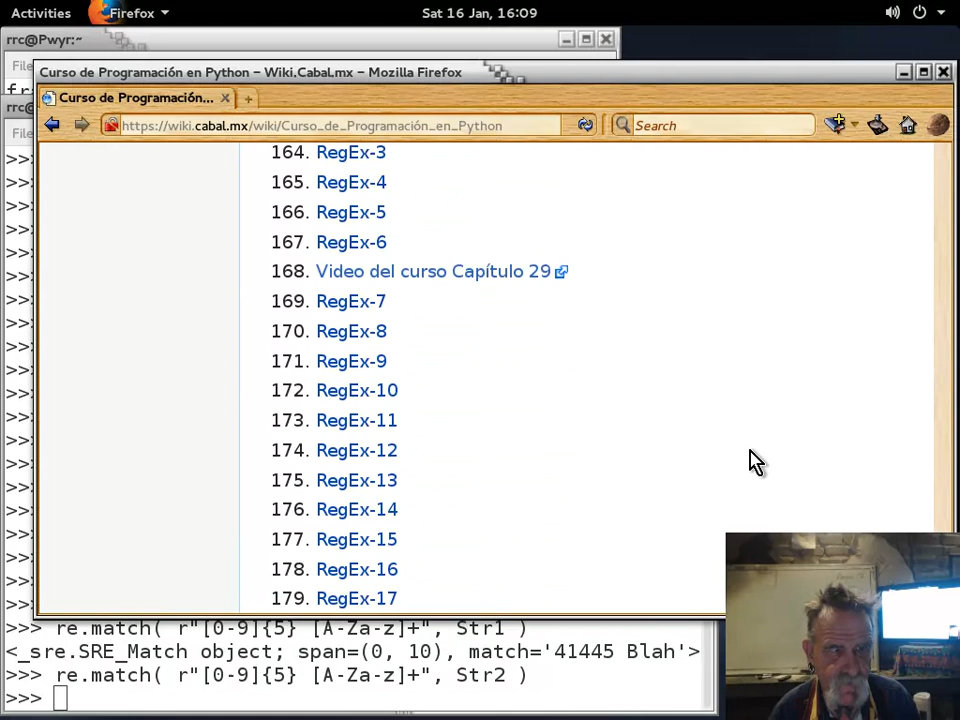 Activities Firefox Sat 16 Jan, 16:09
rrc@Pwyr:~
File
Curso de Programación en Python – Wiki.Cabal.mx – Mozilla Firefox
rrc@
Curso de Programación...
https://wiki.cabal.mx/wiki/Curso_de_Programación_en_Python Search
164. RegEx-3
165. RegEx-4
166. RegEx-5
167. RegEx-6
168. Video del curso Capítulo 29
169. RegEx-7
170. RegEx-8
171. RegEx-9
172. RegEx-10
173. RegEx-11
174. RegEx-12
175. RegEx-13
176. RegEx-14
177. RegEx-15
178. RegEx-16
179. RegEx-17
>>> re.match( r"[0-9]{5} [A-Za-z]+", Str1 )
<_sre.SRE_Match object; span=(0, 10), match='41445 Blah'>
>>> re.match( r"[0-9]{5} [A-Za-z]+", Str2 )
>>>